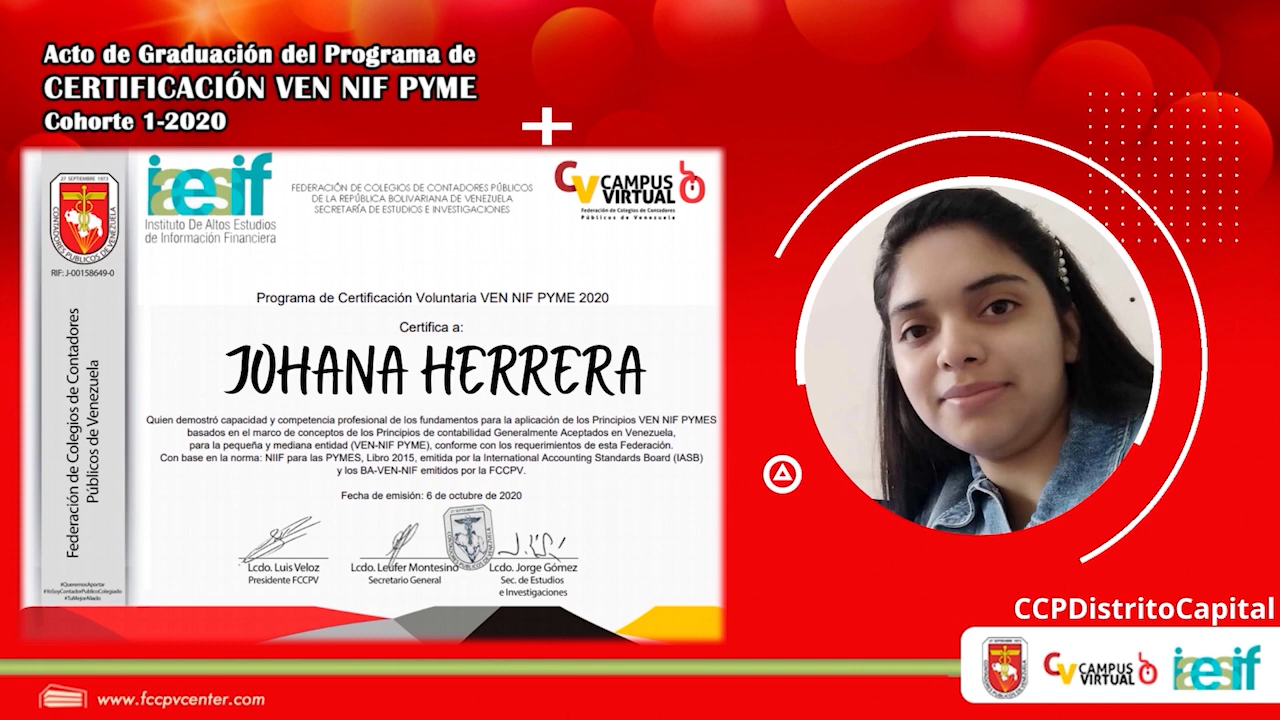 Acto de Graduación del Programa de
CERTIFICACIÓN VEN NIF PYME
Cohorte 1-2020
27 SEPTIEMBRE 1973
CONTADORES PUBLICOS DE VENEZUELA
RIF: J-00158649-0
Federación de Colegios de Contadores
Públicos de Venezuela
#QueremosAportar
#YoSoyContadorPublicoColegiado
#TuMejorAliado
iaesif
Instituto De Altos Estudios
de Información Financiera
FEDERACIÓN DE COLEGIOS DE CONTADORES PÚBLICOS
DE LA REPÚBLICA BOLIVARIANA DE VENEZUELA
SECRETARÍA DE ESTUDIOS E INVESTIGACIONES
CV CAMPUS
VIRTUAL
Federación de Colegios de Contadores
Públicos de Venezuela
Programa de Certificación Voluntaria VEN NIF PYME 2020
Certifica a:
JOHANA HERRERA
Quien demostró capacidad y competencia profesional de los fundamentos para la aplicación de los Principios VEN NIF PYMES
basados en el marco de conceptos de los Principios de contabilidad Generalmente Aceptados en Venezuela,
para la pequeña y mediana entidad (VEN-NIF PYME), conforme con los requerimientos de esta Federación.
Con base en la norma: NIIF para las PYMES, Libro 2015, emitida por la International Accounting Standards Board (IASB)
y los BA-VEN-NIF emitidos por la FCCPV.
Fecha de emisión: 6 de octubre de 2020
Lcdo. Luis Veloz
Presidente FCCPV
Lcdo. Leufer Montesino
Secretario General
Lcdo. Jorge Gómez
Sec. de Estudios
e Investigaciones
CCPDistritoCapital
CV CAMPUS
VIRTUAL
iaesif
www.fccpvcenter.com